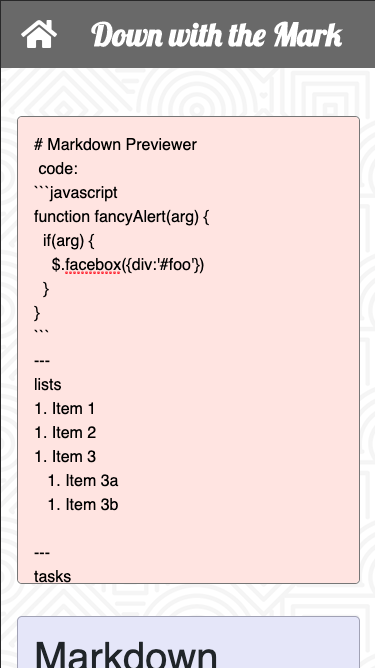 Down with the Mark
# Markdown Previewer
 code:
```javascript
function fancyAlert(arg) {
  if(arg) {
    $.facebox({div:'#foo'})
  }
}
```
---
lists
1. Item 1
1. Item 2
1. Item 3
   1. Item 3a
   1. Item 3b

---
tasks
Markdown